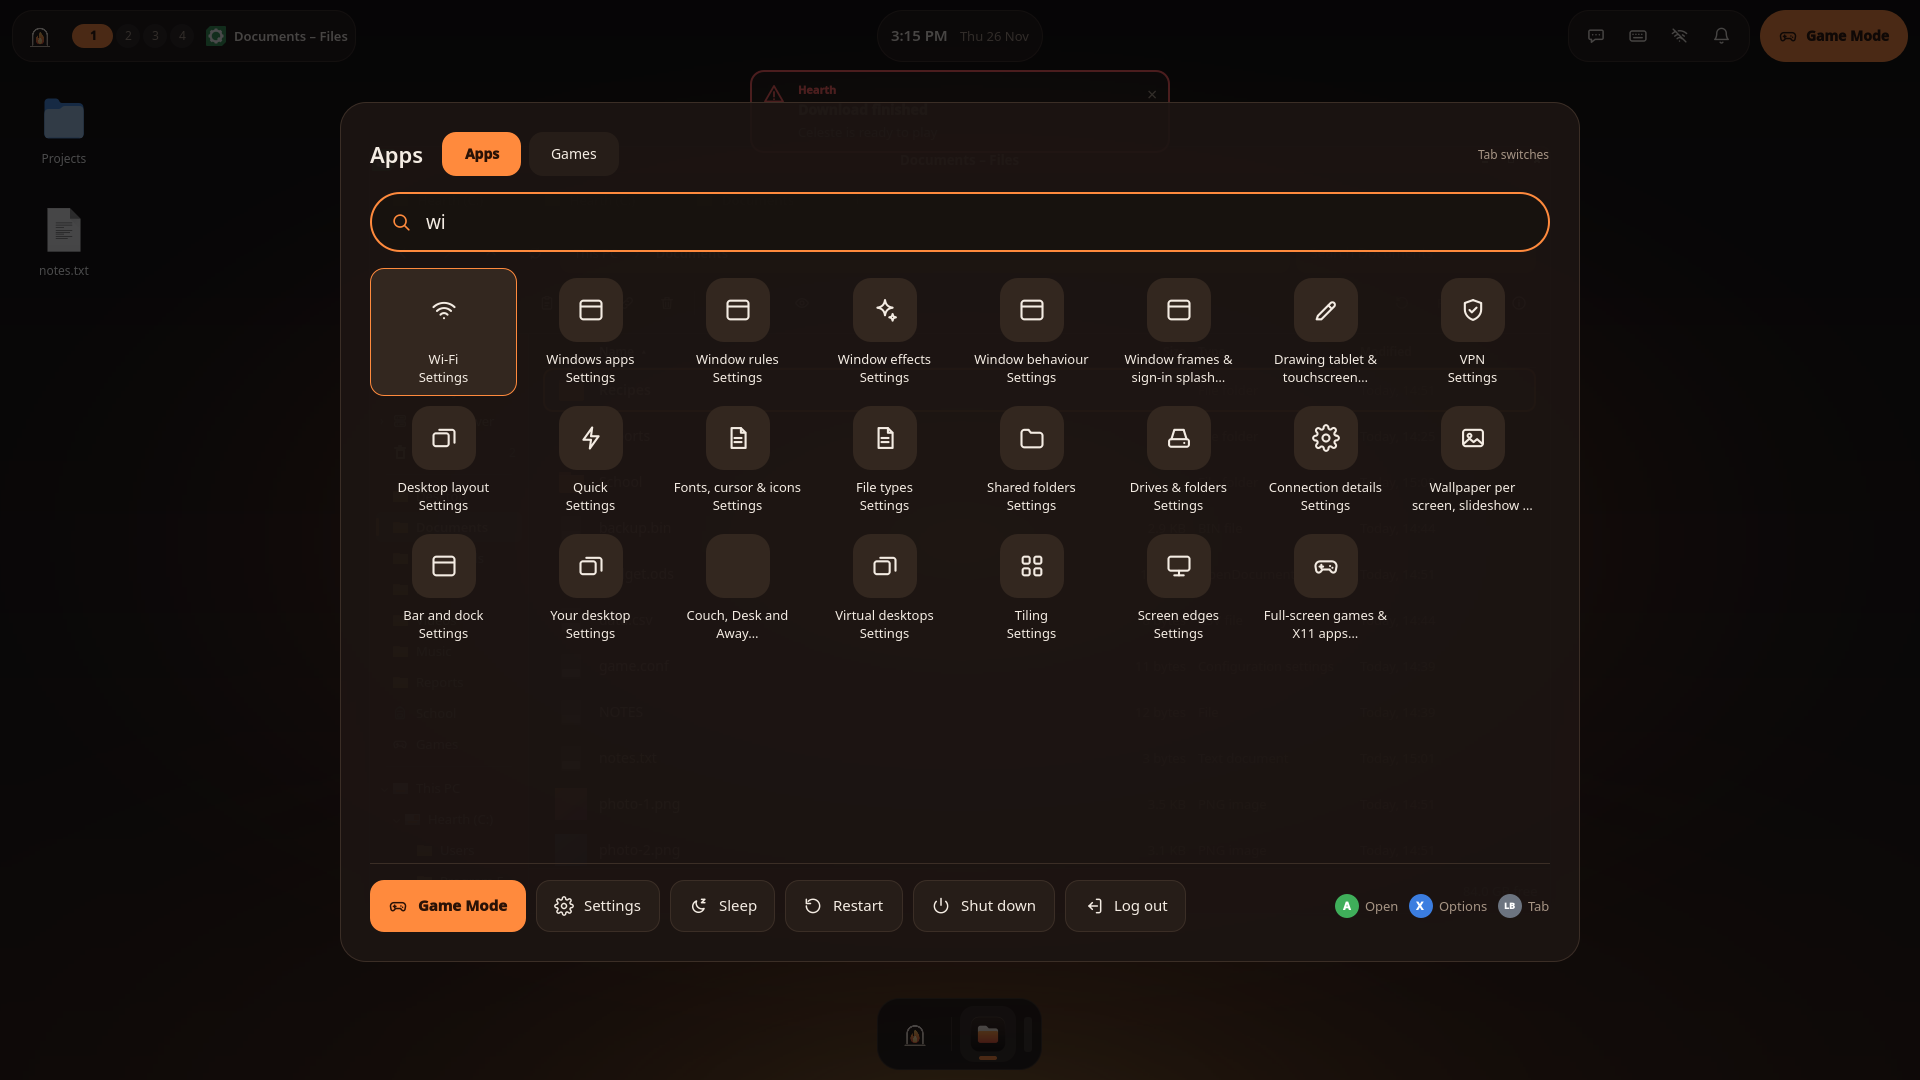 1 2 3 4 Documents – Files
3:15 PM Thu 26 Nov
Game Mode
Hearth
Download finished
Projects
notes.txt
Apps Apps Games Tab switches
wi
Wi-Fi
Settings
Windows apps
Settings
Window rules
Settings
Window effects
Settings
Window behaviour
Settings
Window frames &
sign-in splash...
Drawing tablet &
touchscreen...
VPN
Settings
Desktop layout
Settings
Quick
Settings
Fonts, cursor & icons
Settings
File types
Settings
Shared folders
Settings
Drives & folders
Settings
Connection details
Settings
Wallpaper per
screen, slideshow ...
Bar and dock
Settings
Your desktop
Settings
Couch, Desk and
Away...
Virtual desktops
Settings
Tiling
Settings
Screen edges
Settings
Full-screen games &
X11 apps...
Game Mode Settings Sleep Restart Shut down Log out
A Open X Options LB Tab